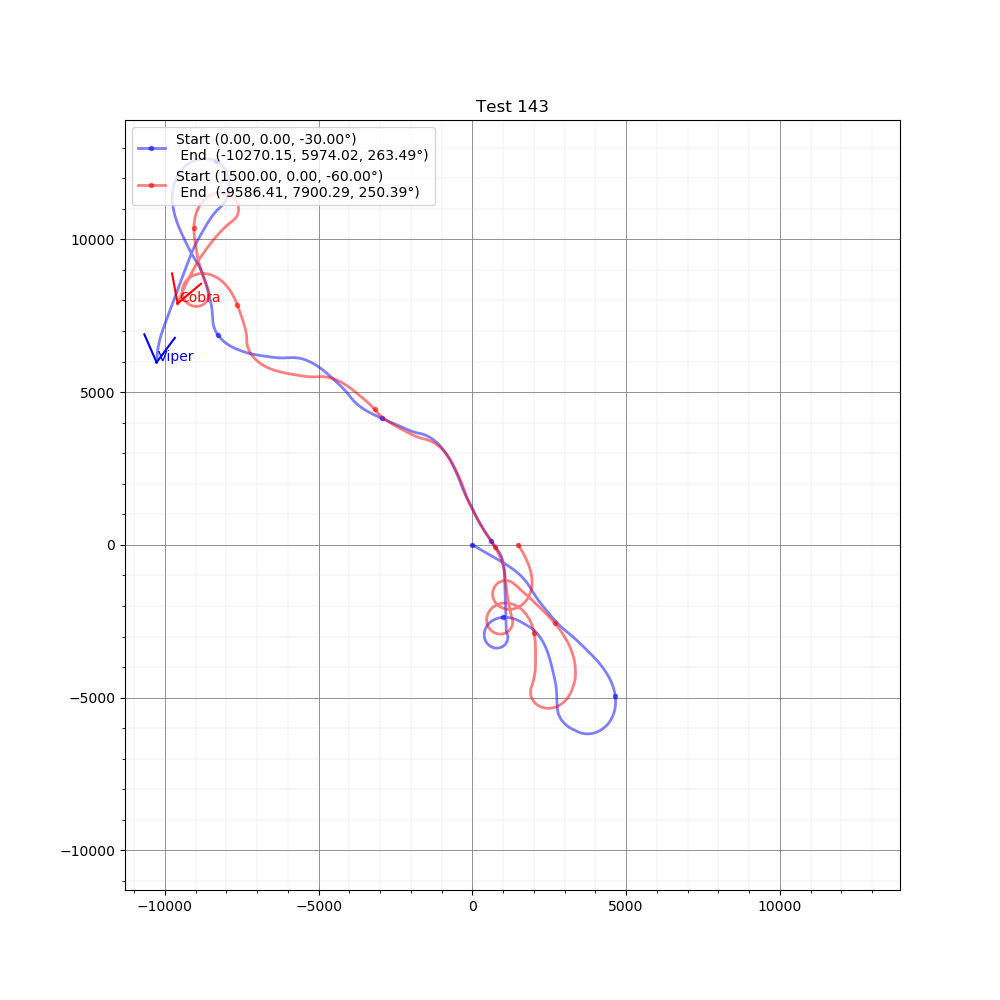 Test 143
Start (0.00, 0.00, -30.00°)
End (-10270.15, 5974.02, 263.49°)
Start (1500.00, 0.00, -60.00°)
End (-9586.41, 7900.29, 250.39°)
10000
Cobra
Viper
5000
0
−5000
−10000
−10000
−5000
0
5000
10000